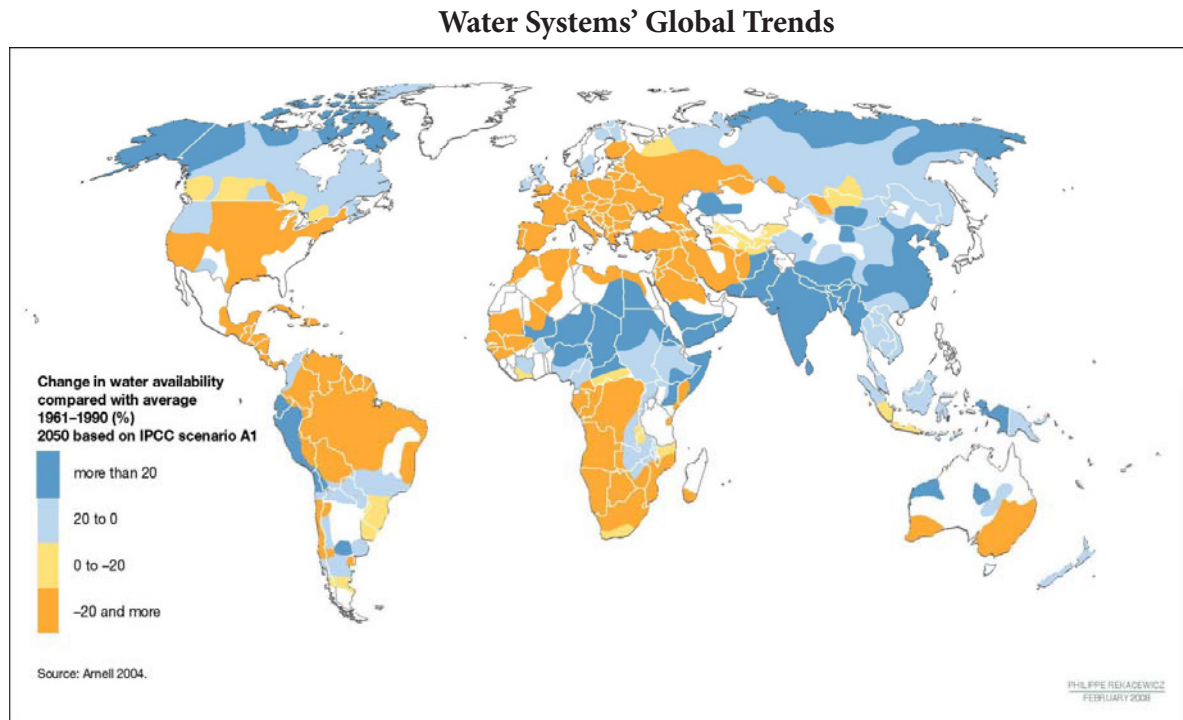 Water Systems’ Global Trends
Change in water availability
compared with average
1961–1990 (%)
2050 based on IPCC scenario A1
more than 20
20 to 0
0 to –20
–20 and more
Source: Arnell 2004.
PHILIPPE REKACEWICZ
FEBRUARY 2008